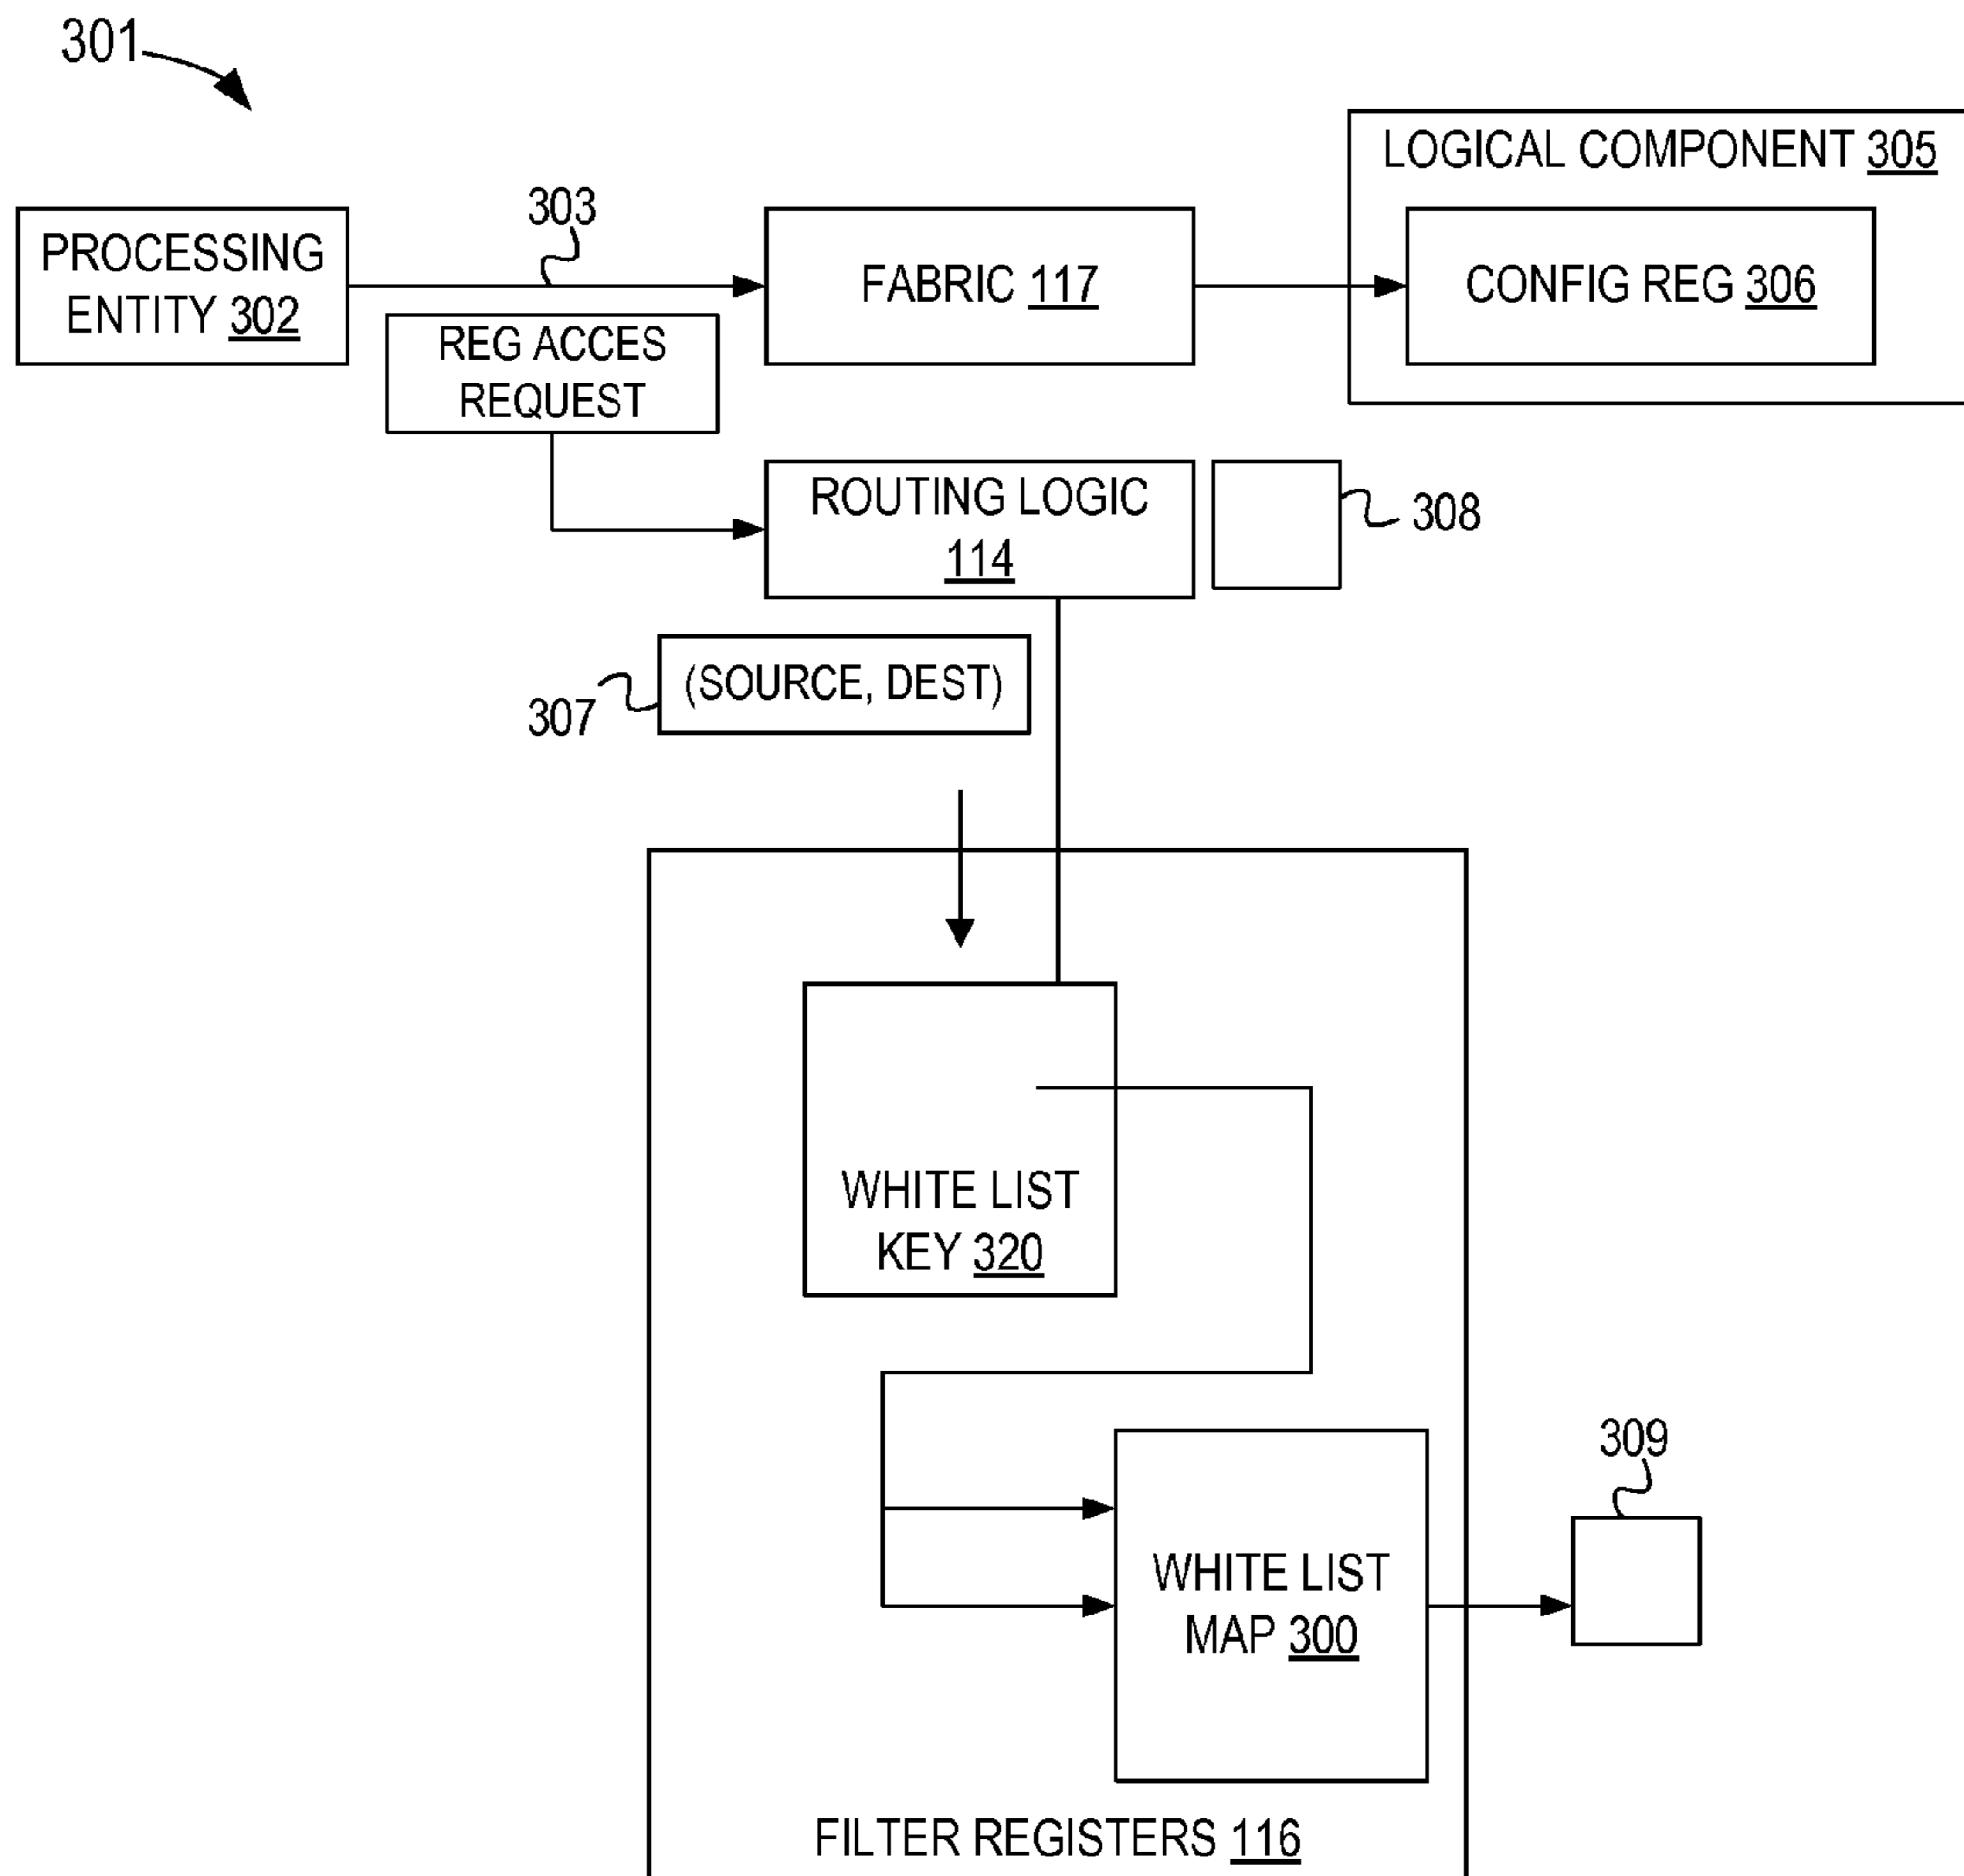 301
LOGICAL COMPONENT 305
303
PROCESSING
ENTITY 302
FABRIC 117
CONFIG REG 306
REG ACCES
REQUEST
ROUTING LOGIC
114
308
(SOURCE, DEST)
307
WHITE LIST
KEY 320
309
WHITE LIST
MAP 300
FILTER REGISTERS 116